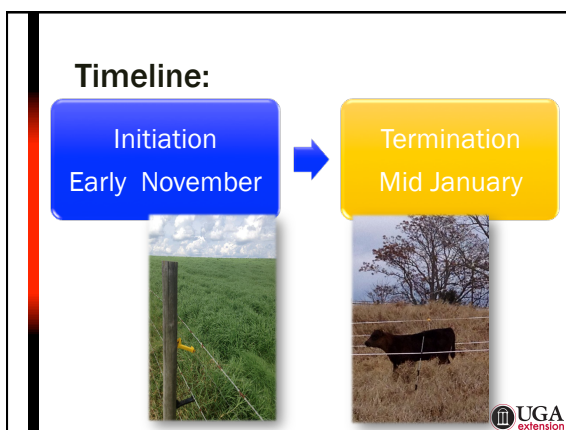 Timeline:
Initiation
Early November
Termination
Mid January
UGA
extension